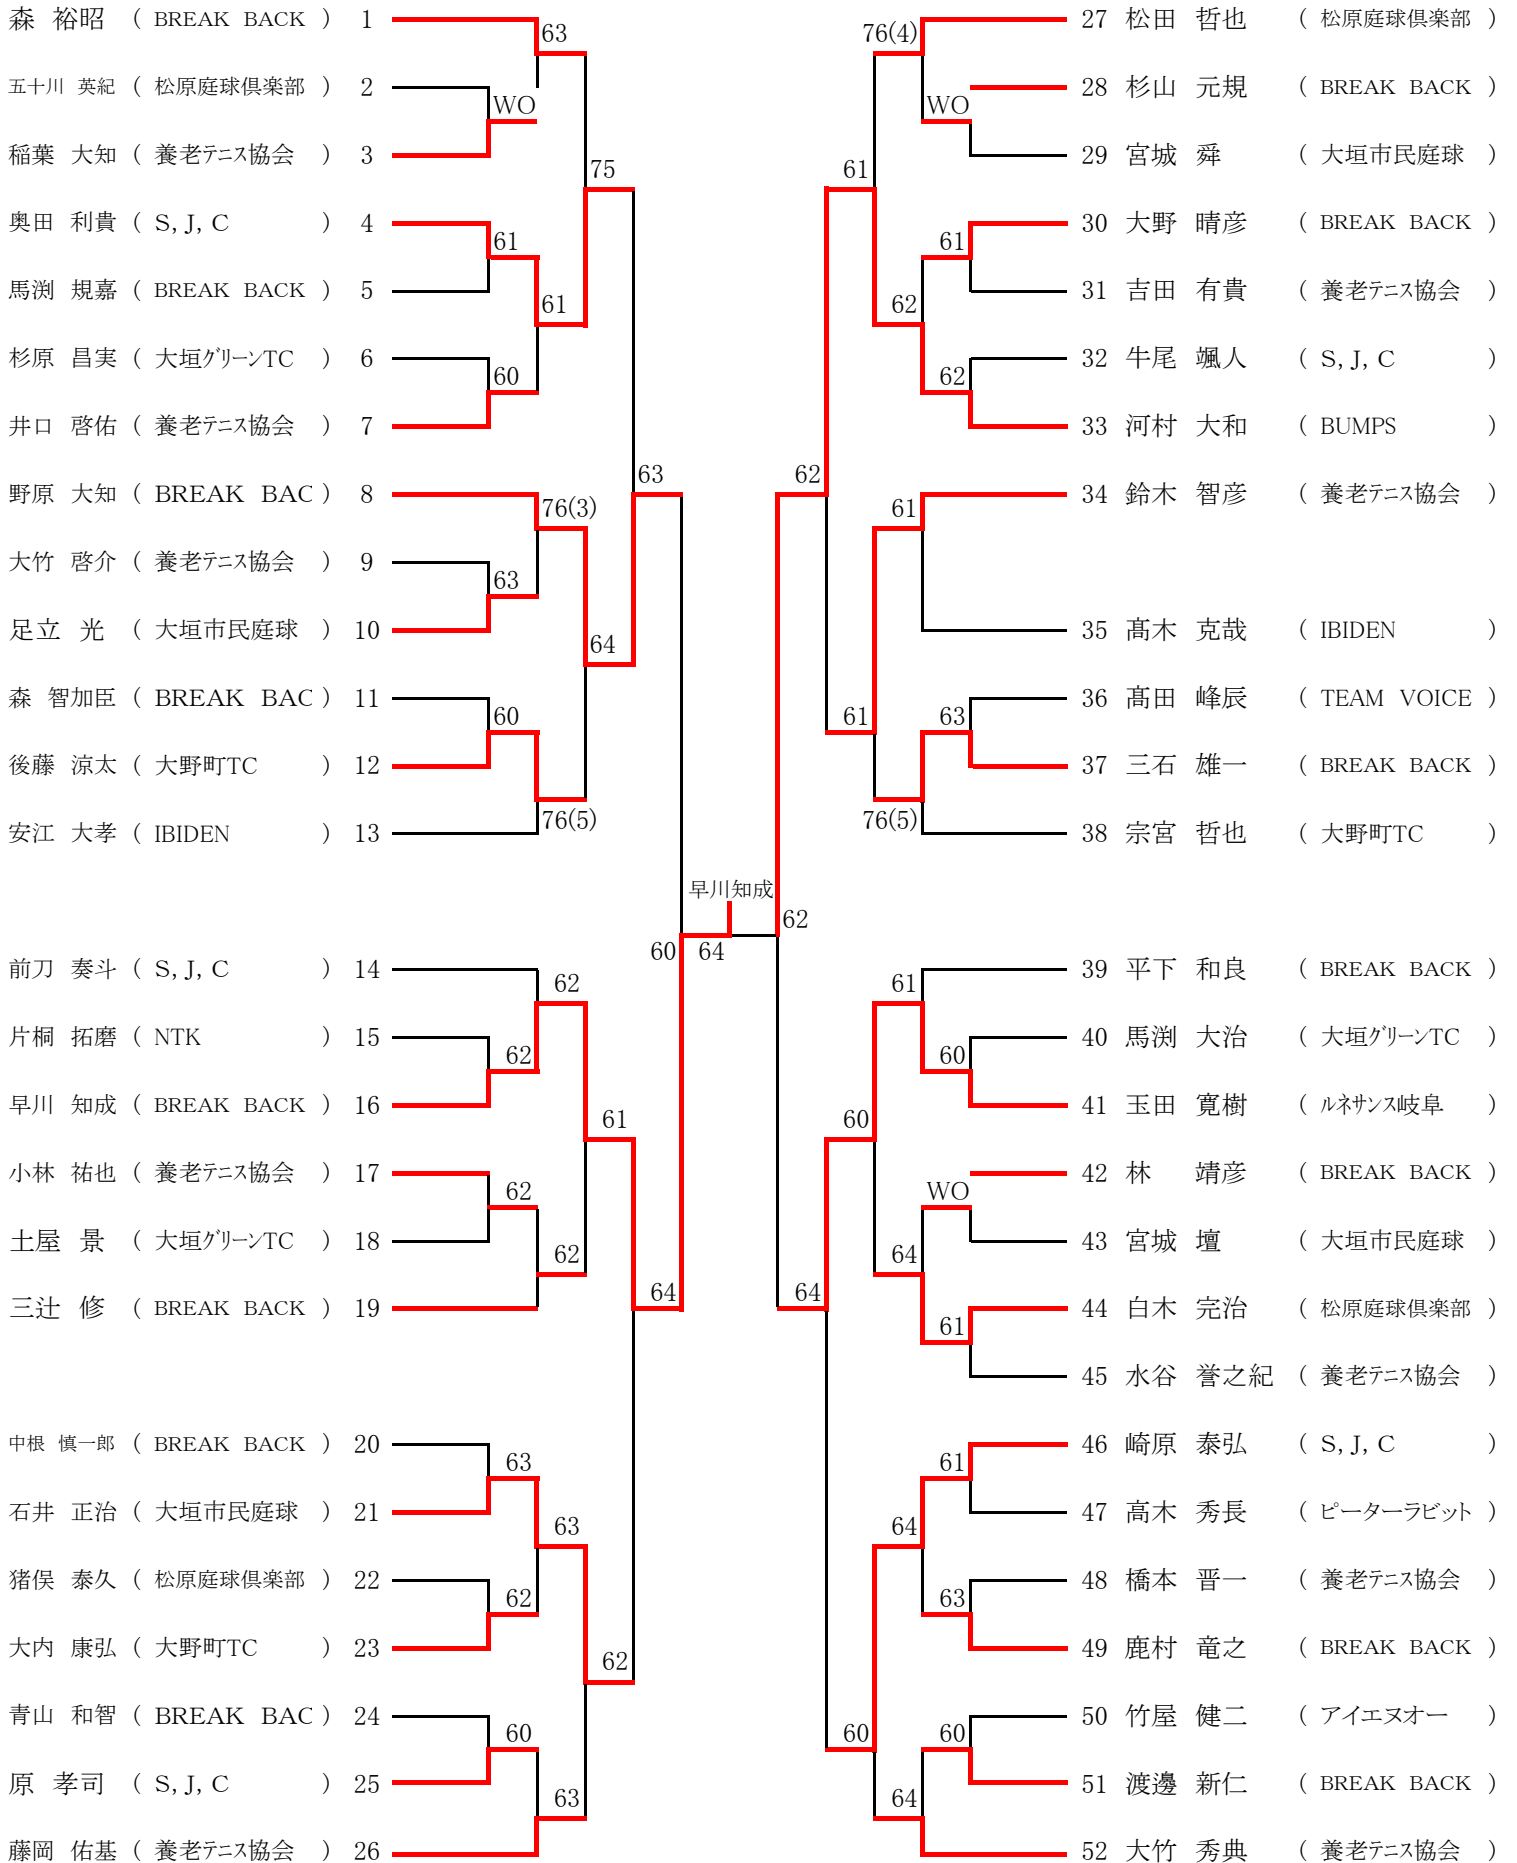 森 裕昭 ( BREAK BACK ) 1
五十川 英紀 ( 松原庭球倶楽部 ) 2
稲葉 大知 ( 養老テニス協会 ) 3
奥田 利貴 ( S, J, C ) 4
馬渕 規嘉 ( BREAK BACK ) 5
杉原 昌実 ( 大垣グリーンTC ) 6
井口 啓佑 ( 養老テニス協会 ) 7
野原 大知 ( BREAK BAC ) 8
大竹 啓介 ( 養老テニス協会 ) 9
足立 光 ( 大垣市民庭球 ) 10
森 智加臣 ( BREAK BAC ) 11
後藤 涼太 ( 大野町TC ) 12
安江 大孝 ( IBIDEN ) 13
前刀 奏斗 ( S, J, C ) 14
片桐 拓磨 ( NTK ) 15
早川 知成 ( BREAK BACK ) 16
小林 祐也 ( 養老テニス協会 ) 17
土屋 景 ( 大垣グリーンTC ) 18
三辻 修 ( BREAK BACK ) 19
中根 慎一郎 ( BREAK BACK ) 20
石井 正治 ( 大垣市民庭球 ) 21
猪俣 泰久 ( 松原庭球倶楽部 ) 22
大内 康弘 ( 大野町TC ) 23
青山 和智 ( BREAK BAC ) 24
原 孝司 ( S, J, C ) 25
藤岡 佑基 ( 養老テニス協会 ) 26
63
WO
75
61
61
60
63
76(3)
63
64
60
76(5)
62
62
61
62
62
64
63
63
62
62
60
63
早川知成
60
64
62
76(4)
WO
61
61
62
62
62
61
61
63
76(5)
61
60
60
WO
64
64
61
61
64
63
60
60
64
27 松田 哲也 ( 松原庭球倶楽部 )
28 杉山 元規 ( BREAK BACK )
29 宮城 舜 ( 大垣市民庭球 )
30 大野 晴彦 ( BREAK BACK )
31 吉田 有貴 ( 養老テニス協会 )
32 牛尾 颯人 ( S, J, C )
33 河村 大和 ( BUMPS )
34 鈴木 智彦 ( 養老テニス協会 )
35 髙木 克哉 ( IBIDEN )
36 髙田 峰辰 ( TEAM VOICE )
37 三石 雄一 ( BREAK BACK )
38 宗宮 哲也 ( 大野町TC )
39 平下 和良 ( BREAK BACK )
40 馬渕 大治 ( 大垣グリーンTC )
41 玉田 寛樹 ( ルネサンス岐阜 )
42 林 靖彦 ( BREAK BACK )
43 宮城 壇 ( 大垣市民庭球 )
44 白木 完治 ( 松原庭球倶楽部 )
45 水谷 誉之紀 ( 養老テニス協会 )
46 崎原 泰弘 ( S, J, C )
47 高木 秀長 ( ピーターラビット )
48 橋本 晋一 ( 養老テニス協会 )
49 鹿村 竜之 ( BREAK BACK )
50 竹屋 健二 ( アイエヌオー )
51 渡邊 新仁 ( BREAK BACK )
52 大竹 秀典 ( 養老テニス協会 )